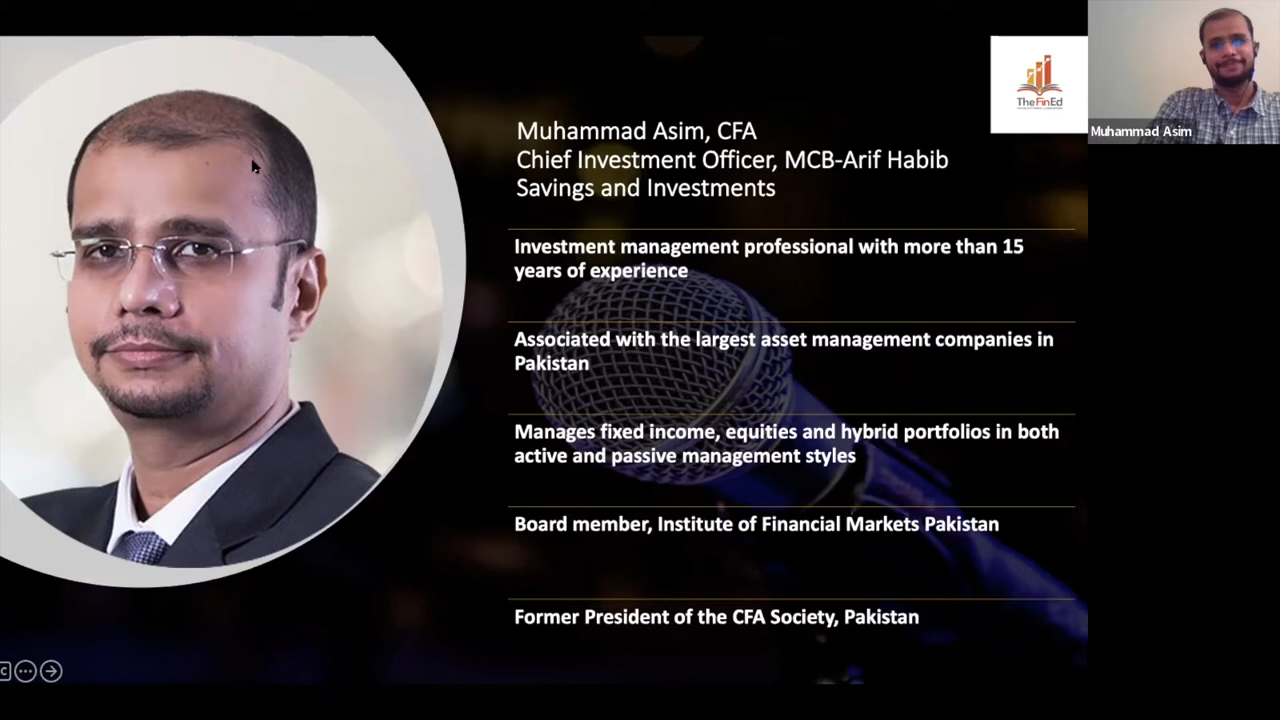 Muhammad Asim, CFA
Chief Investment Officer, MCB-Arif Habib
Savings and Investments
Investment management professional with more than 15
years of experience
Associated with the largest asset management companies in
Pakistan
Manages fixed income, equities and hybrid portfolios in both
active and passive management styles
Board member, Institute of Financial Markets Pakistan
Former President of the CFA Society, Pakistan
TheFinEd
Muhammad Asim